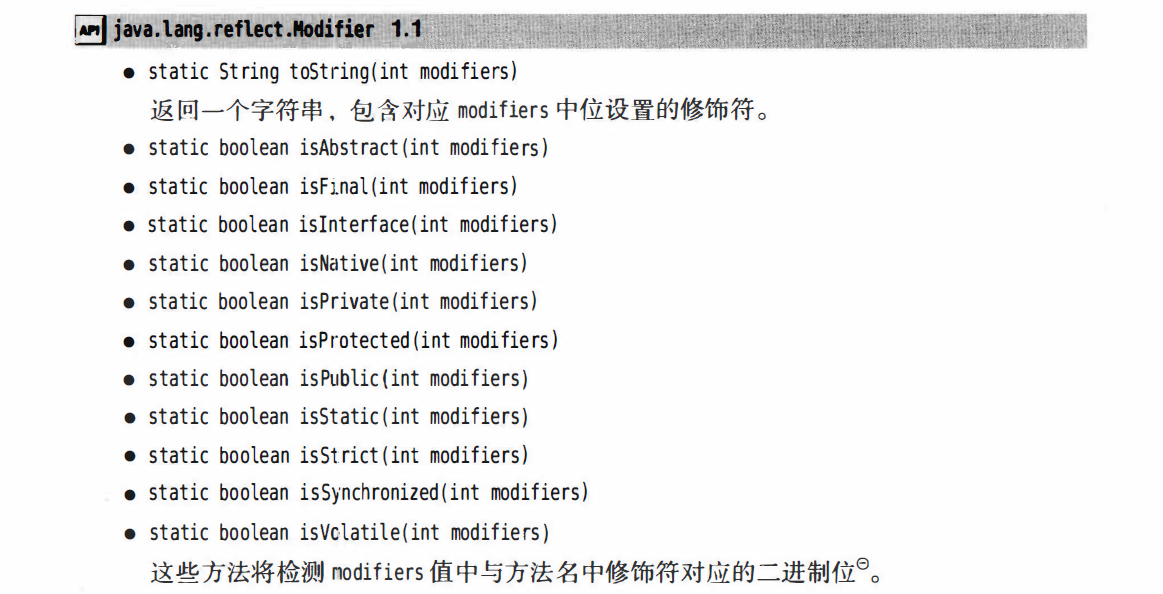 API java.lang.reflect.Modifier 1.1
● static String toString(int modifiers)
返回一个字符串，包含对应 modifiers 中位设置的修饰符。
● static boolean isAbstract(int modifiers)
● static boolean isFinal(int modifiers)
● static boolean isInterface(int modifiers)
● static boolean isNative(int modifiers)
● static boolean isPrivate(int modifiers)
● static boolean isProtected(int modifiers)
● static boolean isPublic(int modifiers)
● static boolean isStatic(int modifiers)
● static boolean isStrict(int modifiers)
● static boolean isSynchronized(int modifiers)
● static boolean isVolatile(int modifiers)
这些方法将检测 modifiers 值中与方法名中修饰符对应的二进制位㊀。